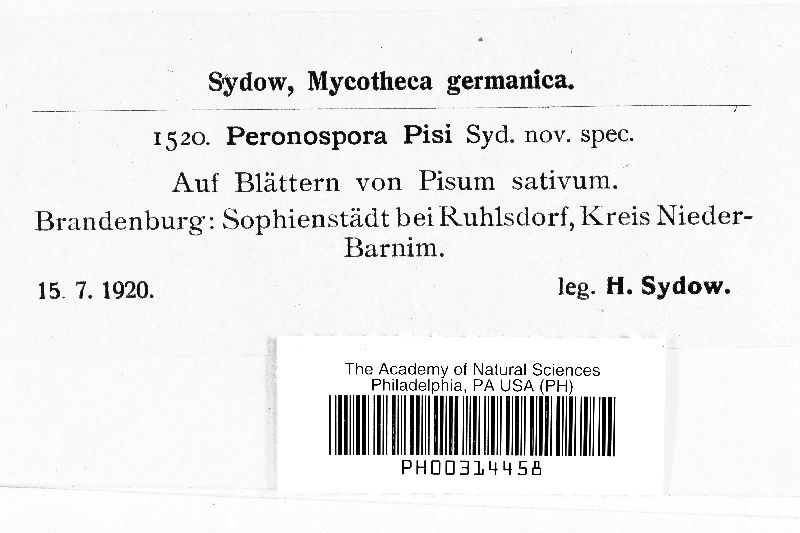 Sydow, Mycotheca germanica.
1520. Peronospora Pisi Syd. nov. spec.
Auf Blättern von Pisum sativum.
Brandenburg: Sophienstädt bei Ruhlsdorf, Kreis Nieder-
Barnim.
15. 7. 1920. leg. H. Sydow.
The Academy of Natural Sciences
Philadelphia, PA USA (PH)
PH00314458